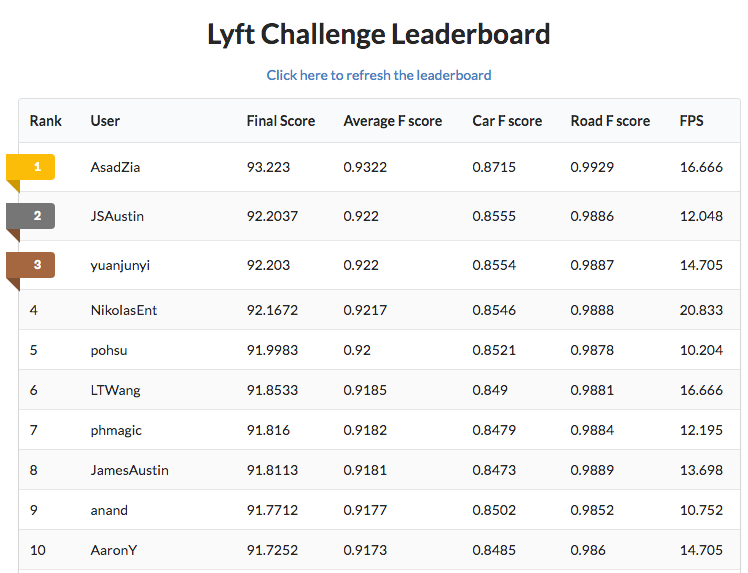 Lyft Challenge Leaderboard
Click here to refresh the leaderboard
Rank User Final Score Average F score Car F score Road F score FPS
1 AsadZia 93.223 0.9322 0.8715 0.9929 16.666
2 JSAustin 92.2037 0.922 0.8555 0.9886 12.048
3 yuanjunyi 92.203 0.922 0.8554 0.9887 14.705
4 NikolasEnt 92.1672 0.9217 0.8546 0.9888 20.833
5 pohsu 91.9983 0.92 0.8521 0.9878 10.204
6 LTWang 91.8533 0.9185 0.849 0.9881 16.666
7 phmagic 91.816 0.9182 0.8479 0.9884 12.195
8 JamesAustin 91.8113 0.9181 0.8473 0.9889 13.698
9 anand 91.7712 0.9177 0.8502 0.9852 10.752
10 AaronY 91.7252 0.9173 0.8485 0.986 14.705